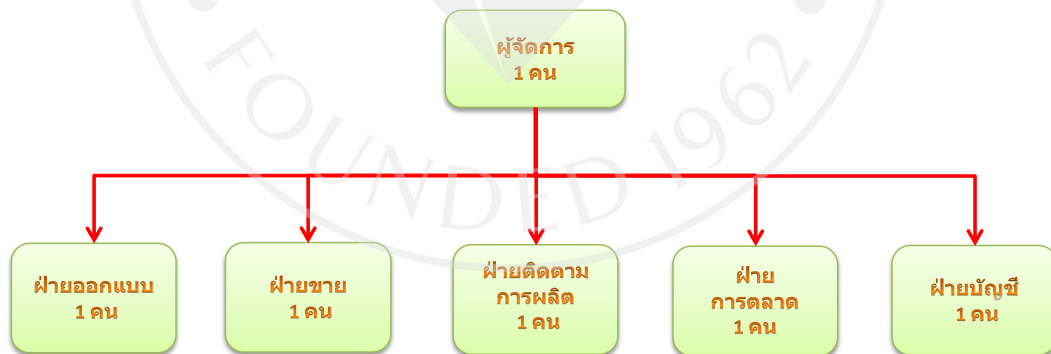 ผู้จัดการ
1 คน
ฝ่ายออกแบบ
1 คน
ฝ่ายขาย
1 คน
ฝ่ายติดตาม
การผลิต
1 คน
ฝ่าย
การตลาด
1 คน
ฝ่ายบัญชี
1 คน
FOUNDED 1962